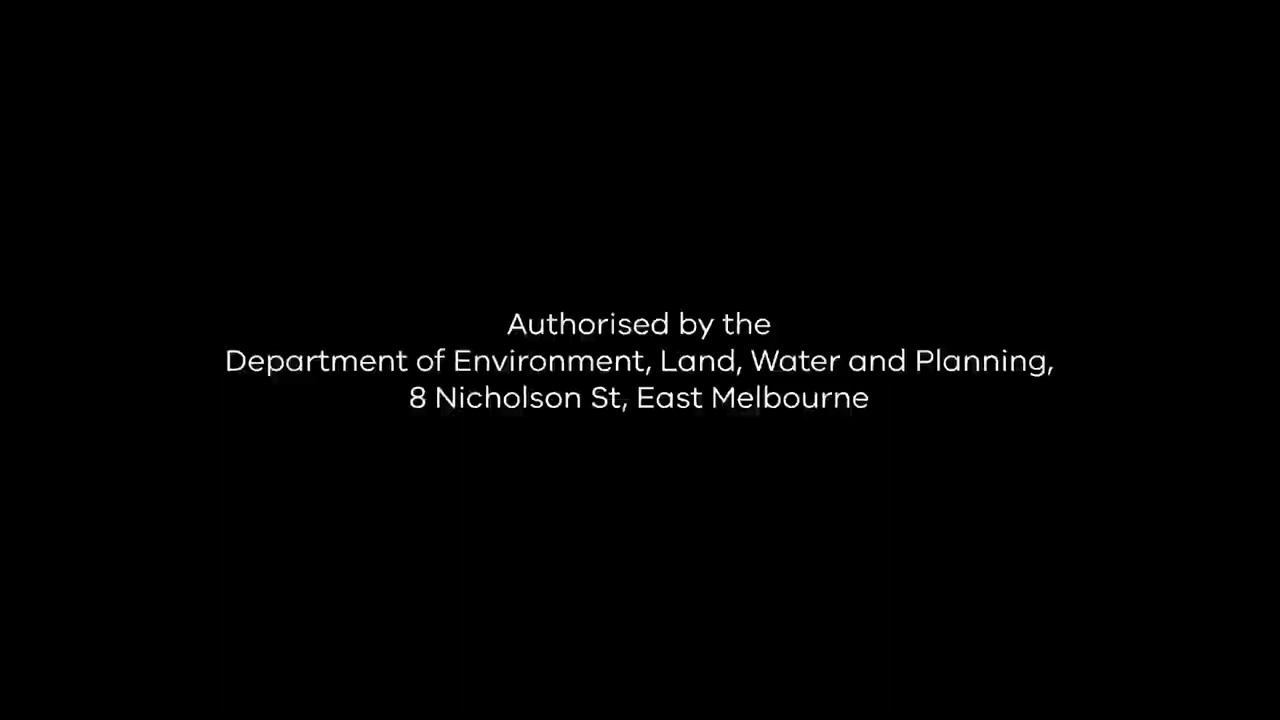 Authorised by the
Department of Environment, Land, Water and Planning,
8 Nicholson St, East Melbourne